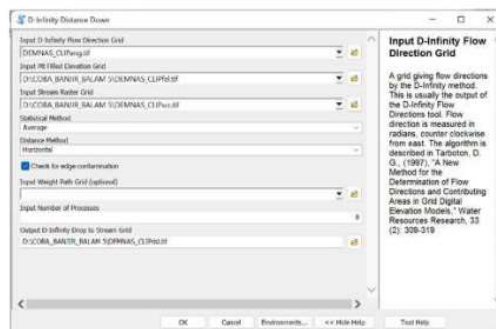 D-Infinity Distance Down
Input D-Infinity Flow Direction Grid
DEMNAS_CLIPang.tif
Input Pit Filled Elevation Grid
D:\COBA_BANJIR_BALAM 5\DEMNAS_CLIPfel.tif
Input Stream Raster Grid
D:\COBA_BANJIR_BALAM 5\DEMNAS_CLIPsrc.tif
Statistical Method
Average
Distance Method
Horizontal
Check for edge contamination
Input Weight Path Grid (optional)
Input Number of Processes
8
Output D-Infinity Drop to Stream Grid
D:\COBA_BANJIR_BALAM 5\DEMNAS_CLIPdd.tif
OK Cancel Environments... << Hide Help Tool Help
Input D-Infinity Flow
Direction Grid
A grid giving flow directions
by the D-Infinity method.
This is usually the output of
the D-Infinity Flow
Directions tool. Flow
direction is measured in
radians, counter clockwise
from east. The algorithm is
described in Tarboton, D.
G., (1997), "A New
Method for the
Determination of Flow
Directions and Contributing
Areas in Grid Digital
Elevation Models," Water
Resources Research, 33
(2): 309-319